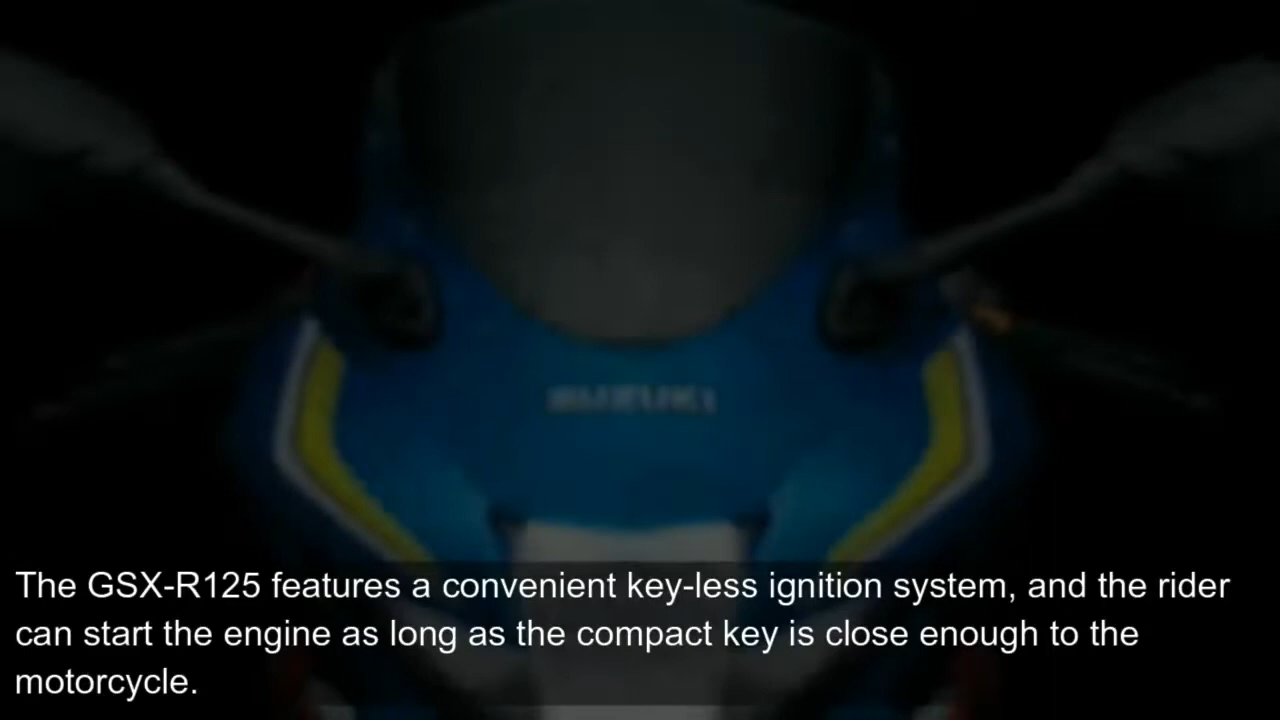 SUZUKI
The GSX-R125 features a convenient key-less ignition system, and the rider
can start the engine as long as the compact key is close enough to the
motorcycle.